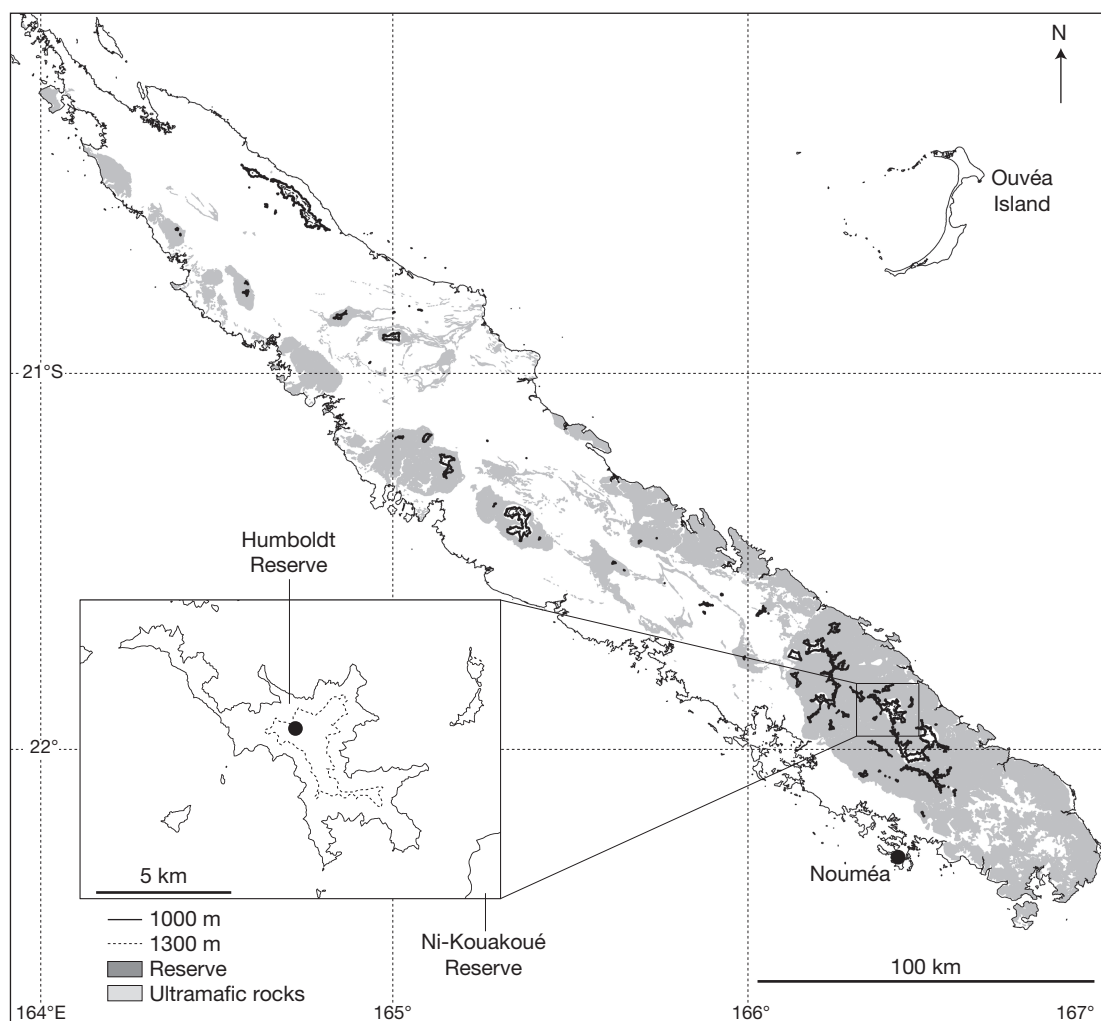 N
Ouvéa
Island
21°S
Humboldt
Reserve
22°
Nouméa
5 km
1000 m
1300 m
Reserve
Ultramafic rocks
Ni-Kouakoué
Reserve
100 km
164°E
165°
166°
167°